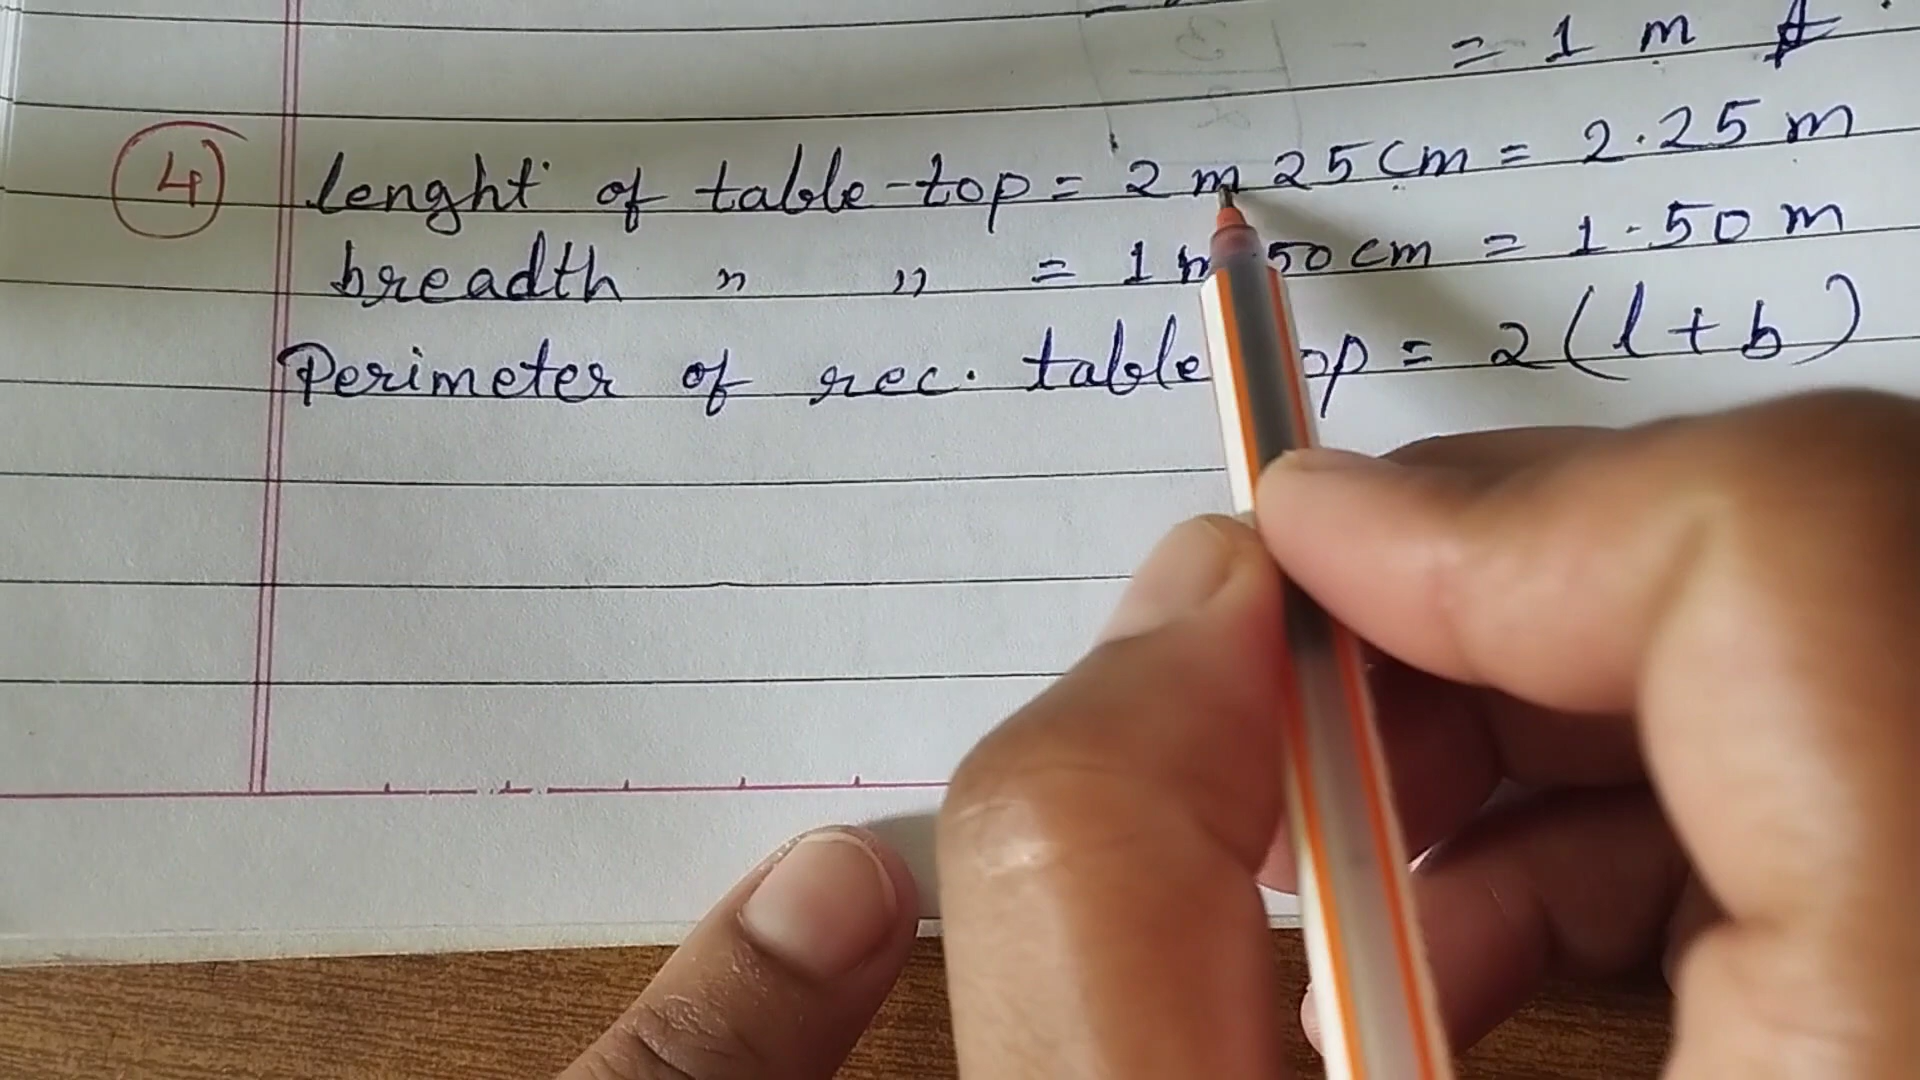 = 1 m
4 lenght of table-top = 2 m 25 cm = 2.25 m
breadth " " = 1 m 50 cm = 1.50 m
Perimeter of rec. table top = 2 (l + b)